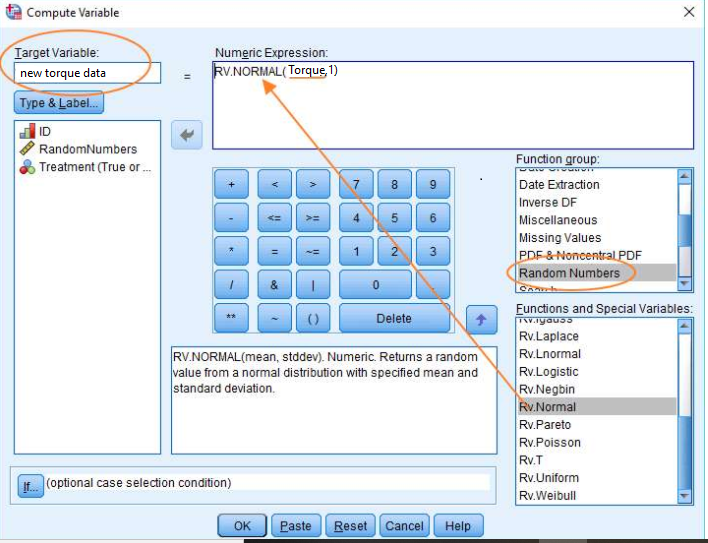 Compute Variable
Target Variable:
new torque data
=
Numeric Expression:
RV.NORMAL( Torque,1)
Type & Label...
ID
RandomNumbers
Treatment (True or ...
+ < > 7 8 9
- <= >= 4 5 6
* = ~= 1 2 3
/ & | 0 .
** ~ ( ) Delete
Function group:
Date Creation
Date Extraction
Inverse DF
Miscellaneous
Missing Values
PDF & Noncentral PDF
Random Numbers
Search
Functions and Special Variables:
Rv.Igauss
Rv.Laplace
Rv.Lnormal
Rv.Logistic
Rv.Negbin
Rv.Normal
Rv.Pareto
Rv.Poisson
Rv.T
Rv.Uniform
Rv.Weibull
RV.NORMAL(mean, stddev). Numeric. Returns a random
value from a normal distribution with specified mean and
standard deviation.
If... (optional case selection condition)
OK Paste Reset Cancel Help